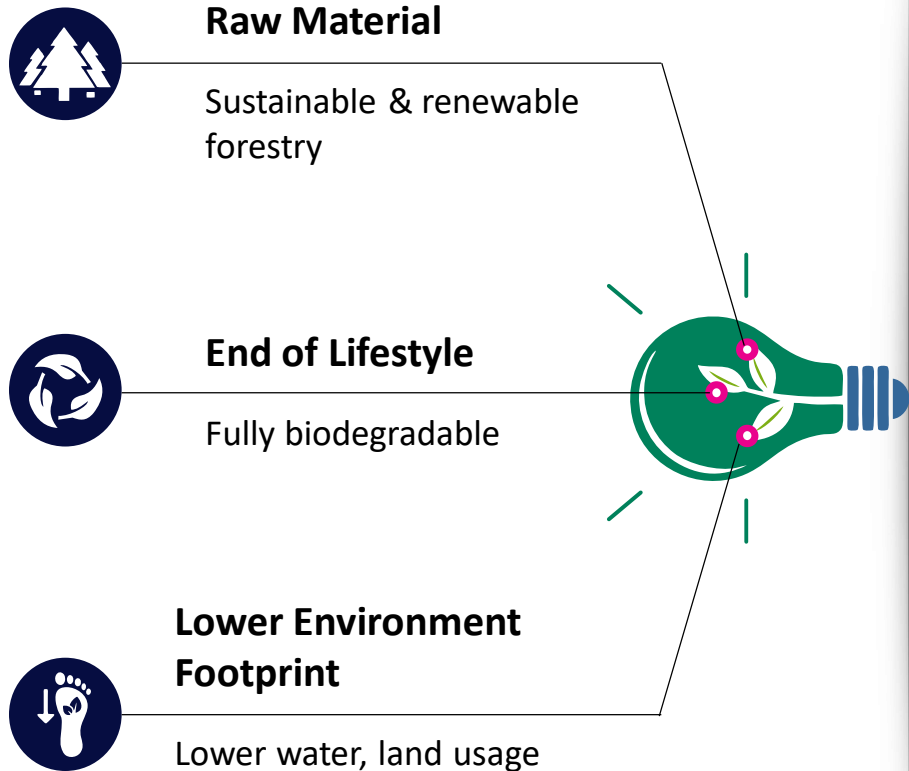 Raw Material
Sustainable & renewable
forestry
End of Lifestyle
Fully biodegradable
Lower Environment
Footprint
Lower water, land usage